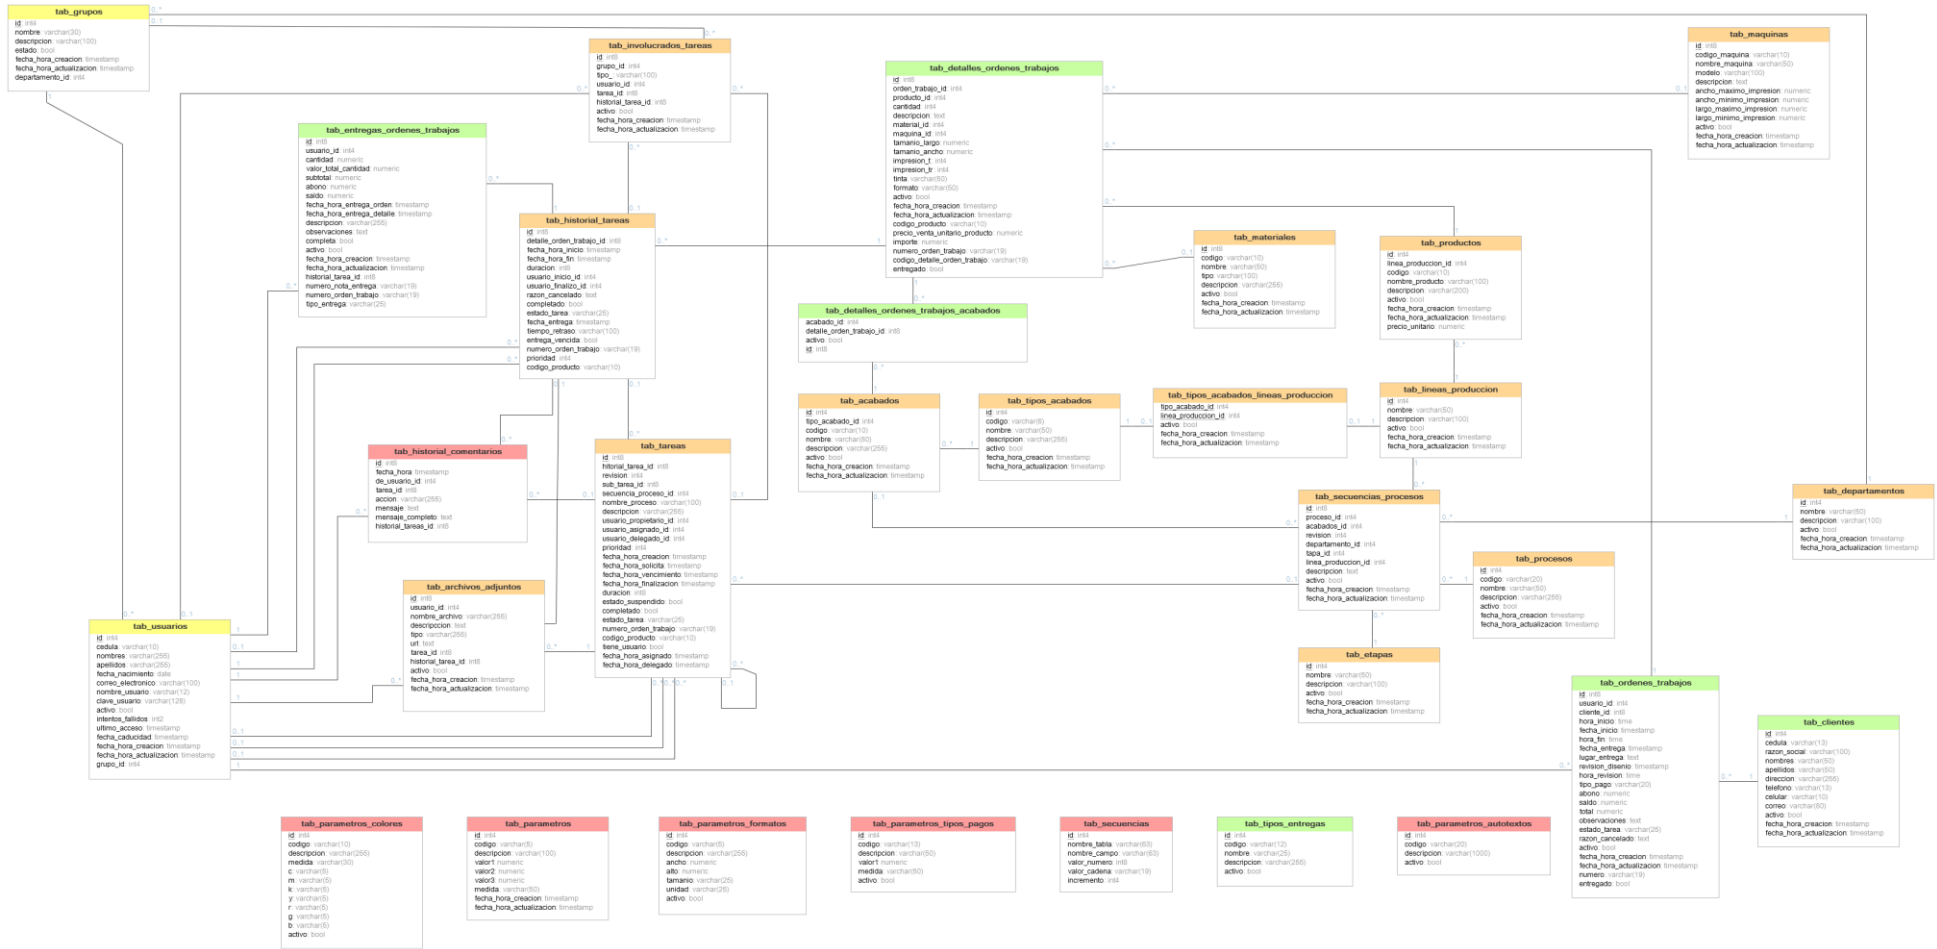 tab_grupos
id: int4
nombre: varchar(30)
descripcion: varchar(100)
estado: bool
fecha_hora_creacion: timestamp
fecha_hora_actualizacion: timestamp
departamento_id: int4
tab_involucrados_tareas
id: int8
grupo_id: int4
tipo_: varchar(100)
usuario_id: int4
tarea_id: int8
historial_tarea_id: int8
activo: bool
fecha_hora_creacion: timestamp
fecha_hora_actualizacion: timestamp
tab_detalles_ordenes_trabajos
id: int8
orden_trabajo_id: int4
producto_id: int4
cantidad: int4
descripcion: text
material_id: int4
maquina_id: int4
tamanio_largo: numeric
tamanio_ancho: numeric
impresion_t: int4
impresion_tr: int4
tinta: varchar(50)
formato: varchar(50)
activo: bool
fecha_hora_creacion: timestamp
fecha_hora_actualizacion: timestamp
codigo_producto: varchar(10)
precio_venta_unitario_producto: numeric
importe: numeric
numero_orden_trabajo: varchar(19)
codigo_detalle_orden_trabajo: varchar(19)
entregado: bool
tab_maquinas
id: int8
codigo_maquina: varchar(10)
nombre_maquina: varchar(50)
modelo: varchar(100)
descripcion: text
ancho_maximo_impresion: numeric
ancho_minimo_impresion: numeric
largo_maximo_impresion: numeric
largo_minimo_impresion: numeric
activo: bool
fecha_hora_creacion: timestamp
fecha_hora_actualizacion: timestamp
tab_entregas_ordenes_trabajos
id: int8
usuario_id: int4
cantidad: numeric
valor_total_cantidad: numeric
subtotal: numeric
abono: numeric
saldo: numeric
fecha_hora_entrega_orden: timestamp
fecha_hora_entrega_detalle: timestamp
descripcion: varchar(255)
observaciones: text
completa: bool
activo: bool
fecha_hora_creacion: timestamp
fecha_hora_actualizacion: timestamp
historial_tarea_id: int8
numero_nota_entrega: varchar(19)
numero_orden_trabajo: varchar(19)
tipo_entrega: varchar(25)
tab_historial_tareas
id: int8
detalle_orden_trabajo_id: int8
fecha_hora_inicio: timestamp
fecha_hora_fin: timestamp
duracion: int8
usuario_inicio_id: int4
usuario_finalizo_id: int4
razon_cancelado: text
completado: bool
estado_tarea: varchar(25)
fecha_entrega: timestamp
tiempo_retraso: varchar(100)
entrega_vencida: bool
numero_orden_trabajo: varchar(19)
prioridad: int4
codigo_producto: varchar(10)
tab_materiales
id: int8
codigo: varchar(10)
nombre: varchar(50)
tipo: varchar(100)
descripcion: varchar(255)
activo: bool
fecha_hora_creacion: timestamp
fecha_hora_actualizacion: timestamp
tab_productos
id: int4
linea_produccion_id: int4
codigo: varchar(10)
nombre_producto: varchar(100)
descripcion: varchar(200)
activo: bool
fecha_hora_creacion: timestamp
fecha_hora_actualizacion: timestamp
precio_unitario: numeric
tab_detalles_ordenes_trabajos_acabados
acabado_id: int4
detalle_orden_trabajo_id: int8
activo: bool
id: int8
tab_acabados
id: int4
tipo_acabado_id: int4
codigo: varchar(10)
nombre: varchar(80)
descripcion: varchar(255)
activo: bool
fecha_hora_creacion: timestamp
fecha_hora_actualizacion: timestamp
tab_tipos_acabados
id: int4
codigo: varchar(6)
nombre: varchar(50)
descripcion: varchar(255)
activo: bool
fecha_hora_creacion: timestamp
fecha_hora_actualizacion: timestamp
tab_tipos_acabados_lineas_produccion
tipo_acabado_id: int4
linea_produccion_id: int4
activo: bool
fecha_hora_creacion: timestamp
fecha_hora_actualizacion: timestamp
tab_lineas_produccion
id: int4
nombre: varchar(50)
descripcion: varchar(100)
activo: bool
fecha_hora_creacion: timestamp
fecha_hora_actualizacion: timestamp
tab_historial_comentarios
id: int8
fecha_hora: timestamp
de_usuario_id: int4
tarea_id: int8
accion: varchar(255)
mensaje: text
mensaje_completo: text
historial_tareas_id: int8
tab_tareas
id: int8
hitorial_tarea_id: int8
revision: int4
sub_tarea_id: int8
secuencia_proceso_id: int4
nombre_proceso: varchar(100)
descripcion: varchar(255)
usuario_propietario_id: int4
usuario_asignado_id: int4
usuario_delegado_id: int4
prioridad: int4
fecha_hora_creacion: timestamp
fecha_hora_solicita: timestamp
fecha_hora_vencimiento: timestamp
fecha_hora_finalizacion: timestamp
duracion: int8
estado_suspendido: bool
completado: bool
estado_tarea: varchar(25)
numero_orden_trabajo: varchar(19)
codigo_producto: varchar(10)
tiene_usuario: bool
fecha_hora_asignado: timestamp
fecha_hora_delegado: timestamp
tab_secuencias_procesos
id: int8
proceso_id: int4
acabados_id: int4
revision: int4
departamento_id: int4
tapa_id: int4
linea_produccion_id: int4
descripcion: text
activo: bool
fecha_hora_creacion: timestamp
fecha_hora_actualizacion: timestamp
tab_departamentos
id: int4
nombre: varchar(50)
descripcion: varchar(100)
activo: bool
fecha_hora_creacion: timestamp
fecha_hora_actualizacion: timestamp
tab_procesos
id: int4
codigo: varchar(20)
nombre: varchar(50)
descripcion: varchar(255)
activo: bool
fecha_hora_creacion: timestamp
fecha_hora_actualizacion: timestamp
tab_archivos_adjuntos
id: int8
usuario_id: int4
nombre_archivo: varchar(255)
descripccion: text
tipo: varchar(255)
url: text
tarea_id: int8
historial_tarea_id: int8
activo: bool
fecha_hora_creacion: timestamp
fecha_hora_actualizacion: timestamp
tab_usuarios
id: int4
cedula: varchar(10)
nombres: varchar(255)
apellidos: varchar(255)
fecha_nacimiento: date
correo_electronico: varchar(100)
nombre_usuario: varchar(12)
clave_usuario: varchar(128)
activo: bool
intentos_fallidos: int2
ultimo_acceso: timestamp
fecha_caducidad: timestamp
fecha_hora_creacion: timestamp
fecha_hora_actualizacion: timestamp
grupo_id: int4
tab_etapas
id: int4
nombre: varchar(50)
descripcion: varchar(100)
activo: bool
fecha_hora_creacion: timestamp
fecha_hora_actualizacion: timestamp
tab_ordenes_trabajos
id: int8
usuario_id: int4
cliente_id: int8
hora_inicio: time
fecha_inicio: timestamp
hora_fin: time
fecha_entrega: timestamp
lugar_entrega: text
revision_disenio: timestamp
hora_revision: time
tipo_pago: varchar(20)
abono: numeric
saldo: numeric
total: numeric
observaciones: text
estado_tarea: varchar(25)
razon_cancelado: text
activo: bool
fecha_hora_creacion: timestamp
fecha_hora_actualizacion: timestamp
numero: varchar(19)
entregado: bool
tab_clientes
id: int4
cedula: varchar(13)
razon_social: varchar(100)
nombres: varchar(50)
apellidos: varchar(50)
direccion: varchar(255)
telefono: varchar(13)
celular: varchar(10)
correo: varchar(60)
activo: bool
fecha_hora_creacion: timestamp
fecha_hora_actualizacion: timestamp
tab_parametros_colores
id: int4
codigo: varchar(10)
descripcion: varchar(255)
medida: varchar(30)
c: varchar(5)
m: varchar(5)
k: varchar(5)
y: varchar(5)
r: varchar(5)
g: varchar(5)
b: varchar(5)
activo: bool
tab_parametros
id: int4
codigo: varchar(6)
descripcion: varchar(100)
valor1: numeric
valor2: numeric
valor3: numeric
medida: varchar(50)
fecha_hora_creacion: timestamp
fecha_hora_actualizacion: timestamp
tab_parametros_formatos
id: int4
codigo: varchar(6)
descripcion: varchar(255)
ancho: numeric
alto: numeric
tamanio: varchar(25)
unidad: varchar(25)
activo: bool
tab_parametros_tipos_pagos
id: int4
codigo: varchar(13)
descripcion: varchar(50)
valor1: numeric
medida: varchar(50)
activo: bool
tab_secuencias
id: int4
nombre_tabla: varchar(63)
nombre_campo: varchar(63)
valor_numero: int8
valor_cadena: varchar(19)
incremento: int4
tab_tipos_entregas
id: int4
codigo: varchar(12)
nombre: varchar(25)
descripcion: varchar(255)
activo: bool
tab_parametros_autotextos
id: int4
codigo: varchar(20)
descripcion: varchar(1000)
activo: bool